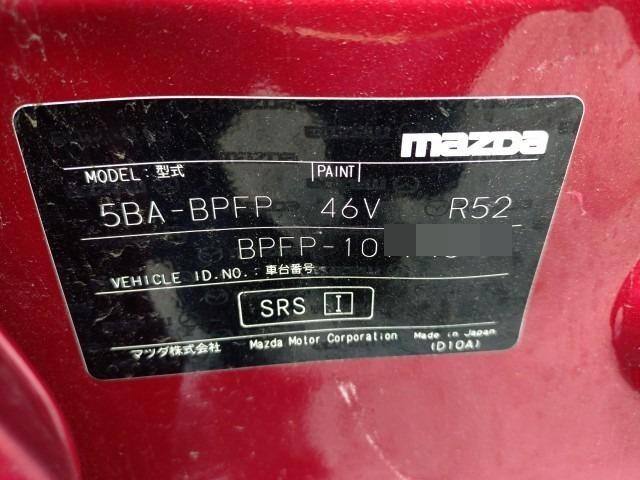 mazda
MODEL : 型式 PAINT
5BA-BPFP 46V R52
BPFP-10
VEHICLE ID.NO.: 車台番号
SRS I
マツダ株式会社 Mazda Motor Corporation Made in Japan
(D10A)